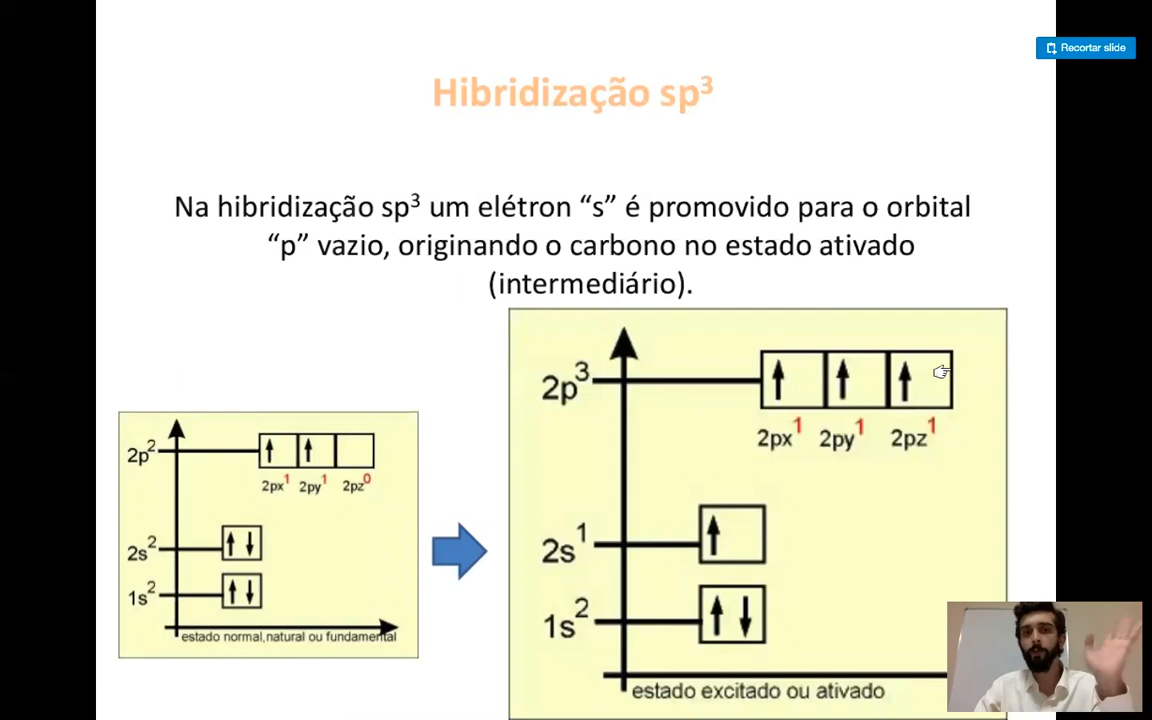 Recortar slide
Hibridização sp³
Na hibridização sp³ um elétron “s” é promovido para o orbital
“p” vazio, originando o carbono no estado ativado
(intermediário).
2p²
2px¹ 2py¹ 2pz⁰
2s²
1s²
estado normal,natural ou fundamental
2p³
2px¹ 2py¹ 2pz¹
2s¹
1s²
estado excitado ou ativado